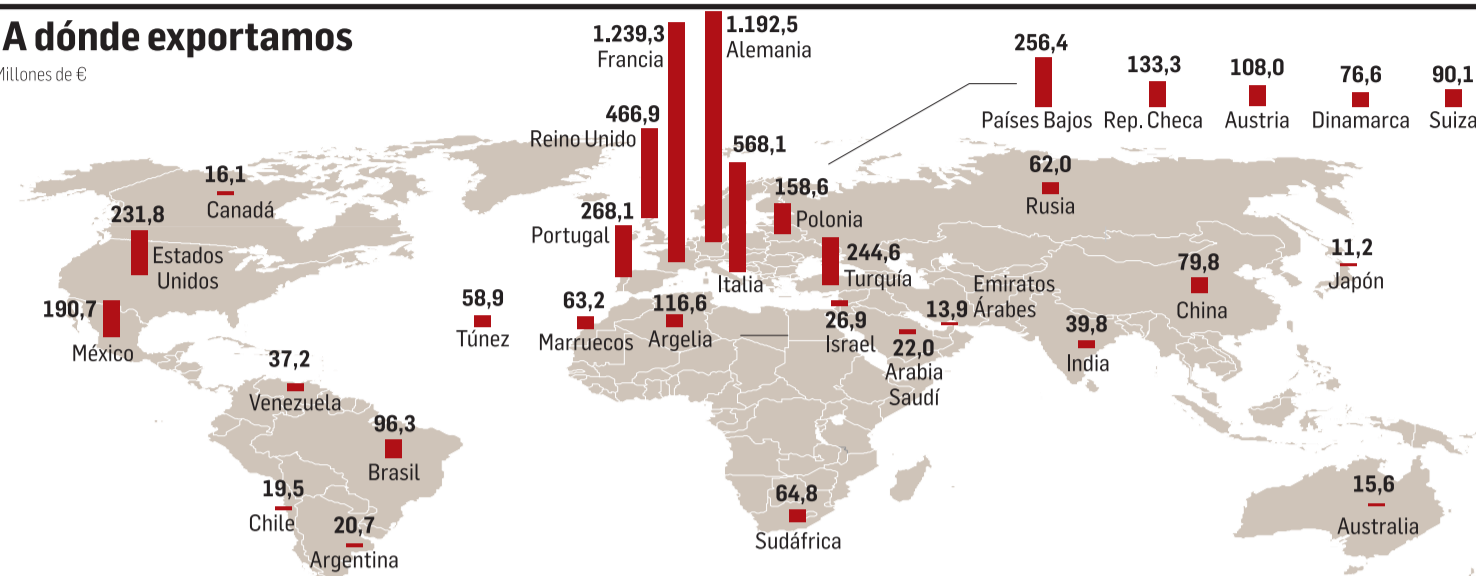 A dónde exportamos
Millones de €
1.239,3
Francia
1.192,5
Alemania
256,4
Países Bajos
133,3
Rep. Checa
108,0
Austria
76,6
Dinamarca
90,1
Suiza
466,9
Reino Unido
568,1
Italia
158,6
Polonia
268,1
Portugal
244,6
Turquía
62,0
Rusia
16,1
Canadá
231,8
Estados
Unidos
190,7
México
58,9
Túnez
63,2
Marruecos
116,6
Argelia
26,9
Israel
22,0
Arabia
Saudí
13,9
Emiratos
Árabes
39,8
India
79,8
China
11,2
Japón
37,2
Venezuela
96,3
Brasil
19,5
Chile
20,7
Argentina
64,8
Sudáfrica
15,6
Australia